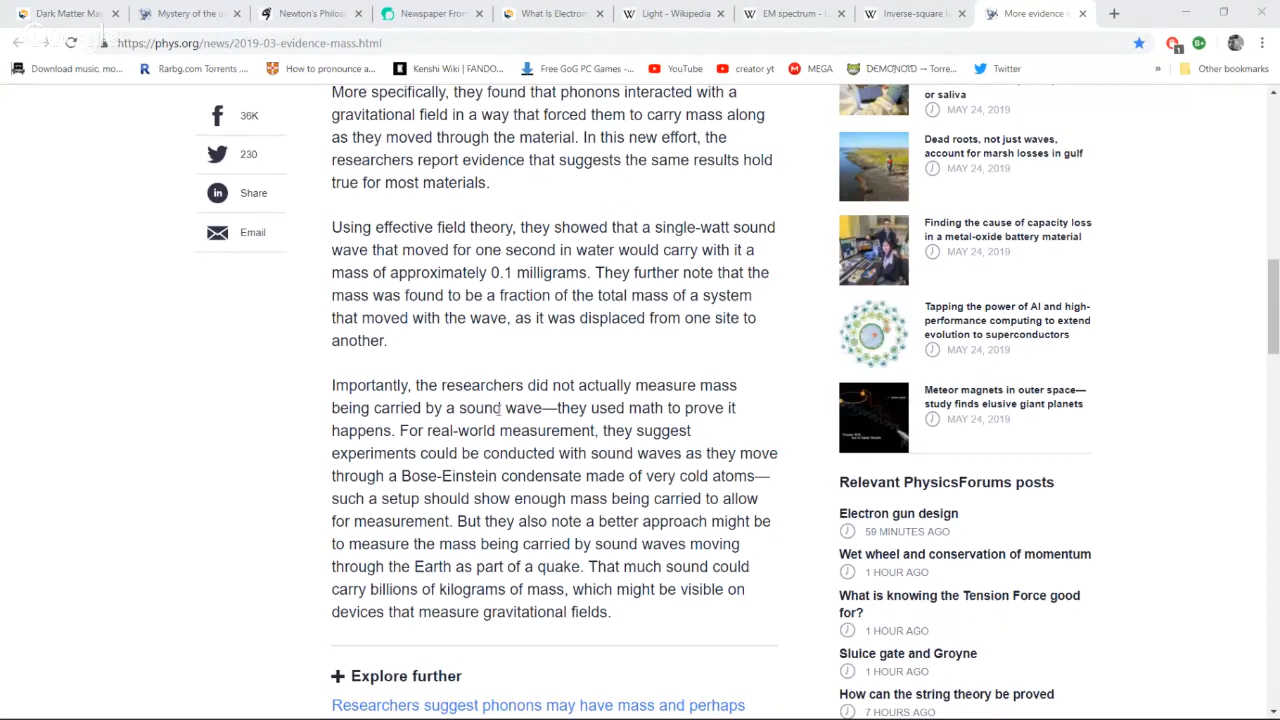 Dark Matter Ma
Mystery of the u
Newton's Philoso
Newspaper From
What Is Electrom
Light - Wikipedia
EM spectrum - L
Inverse-square l
More evidence o
https://phys.org/news/2019-03-evidence-mass.html
1
Download music, mo...
Rarbg.com Torrents ,...
How to pronounce a...
Kenshi Wiki | FANDO...
Free GoG PC Games -...
YouTube
creator yt
MEGA
DEMONOID – Torre...
Twitter
»
Other bookmarks
36K
230
Share
Email
More specifically, they found that phonons interacted with a
gravitational field in a way that forced them to carry mass along
as they moved through the material. In this new effort, the
researchers report evidence that suggests the same results hold
true for most materials.
Using effective field theory, they showed that a single-watt sound
wave that moved for one second in water would carry with it a
mass of approximately 0.1 milligrams. They further note that the
mass was found to be a fraction of the total mass of a system
that moved with the wave, as it was displaced from one site to
another.
Importantly, the researchers did not actually measure mass
being carried by a sound wave—they used math to prove it
happens. For real-world measurement, they suggest
experiments could be conducted with sound waves as they move
through a Bose-Einstein condensate made of very cold atoms—
such a setup should show enough mass being carried to allow
for measurement. But they also note a better approach might be
to measure the mass being carried by sound waves moving
through the Earth as part of a quake. That much sound could
carry billions of kilograms of mass, which might be visible on
devices that measure gravitational fields.
Explore further
Researchers suggest phonons may have mass and perhaps
or saliva
MAY 24, 2019
Dead roots, not just waves,
account for marsh losses in gulf
MAY 24, 2019
Finding the cause of capacity loss
in a metal-oxide battery material
MAY 24, 2019
Tapping the power of AI and high-
performance computing to extend
evolution to superconductors
MAY 24, 2019
Meteor magnets in outer space—
study finds elusive giant planets
MAY 24, 2019
Relevant PhysicsForums posts
Electron gun design
59 MINUTES AGO
Wet wheel and conservation of momentum
1 HOUR AGO
What is knowing the Tension Force good
for?
1 HOUR AGO
Sluice gate and Groyne
1 HOUR AGO
How can the string theory be proved
7 HOURS AGO